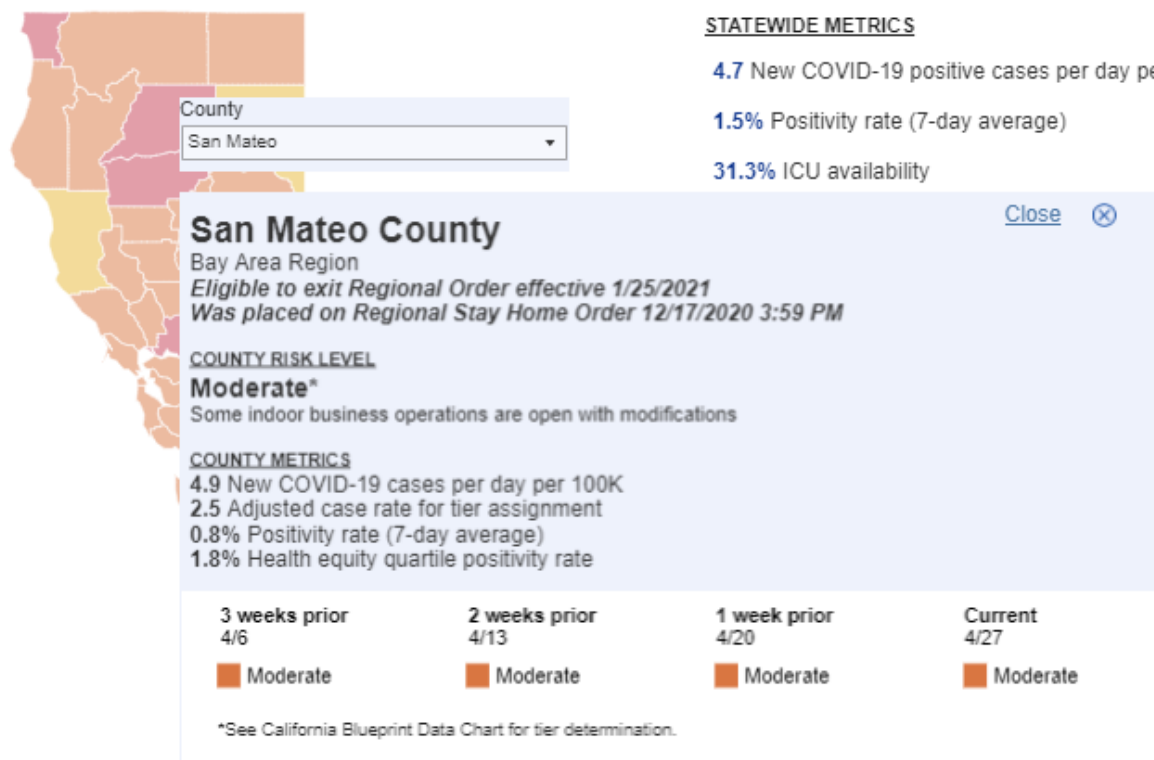 STATEWIDE METRICS
4.7 New COVID-19 positive cases per day
1.5% Positivity rate (7-day average)
31.3% ICU availability
County
San Mateo
Close
San Mateo County
Bay Area Region
Eligible to exit Regional Order effective 1/25/2021
Was placed on Regional Stay Home Order 12/17/2020 3:59 PM
COUNTY RISK LEVEL
Moderate*
Some indoor business operations are open with modifications
COUNTY METRICS
4.9 New COVID-19 cases per day per 100K
2.5 Adjusted case rate for tier assignment
0.8% Positivity rate (7-day average)
1.8% Health equity quartile positivity rate
3 weeks prior 2 weeks prior 1 week prior Current
4/6 4/13 4/20 4/27
Moderate Moderate Moderate Moderate
*See California Blueprint Data Chart for tier determination.